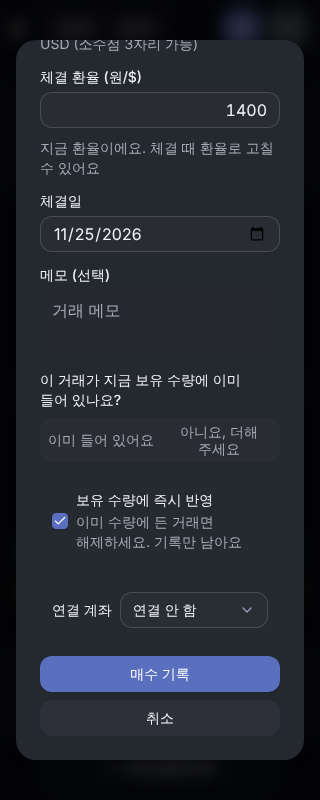 USD (소수점 3자리 가능)
체결 환율 (원/$)
1400
지금 환율이에요. 체결 때 환율로 고칠
수 있어요
체결일
11/25/2026
메모 (선택)
거래 메모
이 거래가 지금 보유 수량에 이미
들어 있나요?
이미 들어 있어요
아니요, 더해
주세요
보유 수량에 즉시 반영
이미 수량에 든 거래면
해제하세요. 기록만 남아요
연결 계좌
연결 안 함
매수 기록
취소